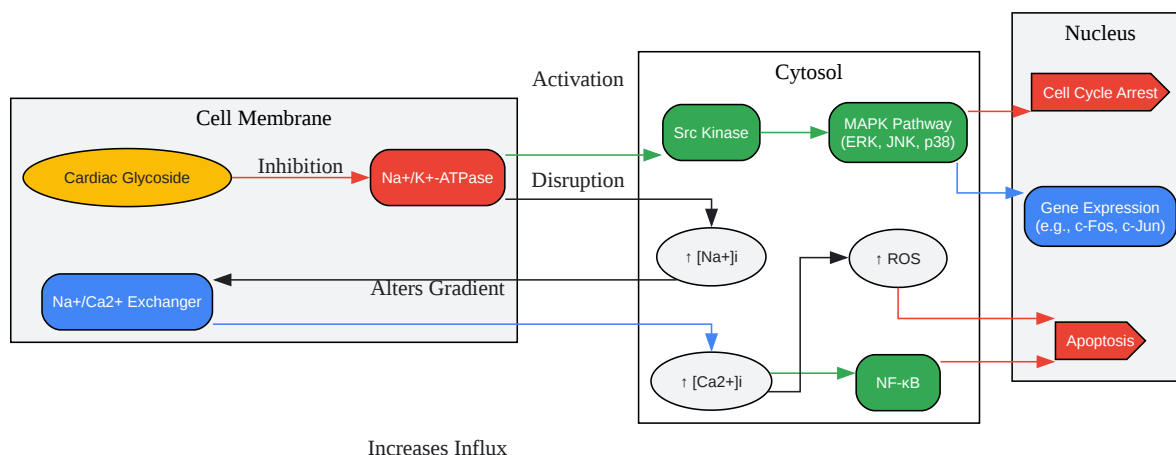 Nucleus
Cytosol
Activation
Cell Cycle Arrest
Cell Membrane
Src Kinase
MAPK Pathway
(ERK, JNK, p38)
Inhibition
Cardiac Glycoside
Na+/K+-ATPase
Disruption
Gene Expression
(e.g., c-Fos, c-Jun)
↑ [Na+]i
↑ ROS
Alters Gradient
Na+/Ca2+ Exchanger
Apoptosis
↑ [Ca2+]i
NF-κB
Increases Influx